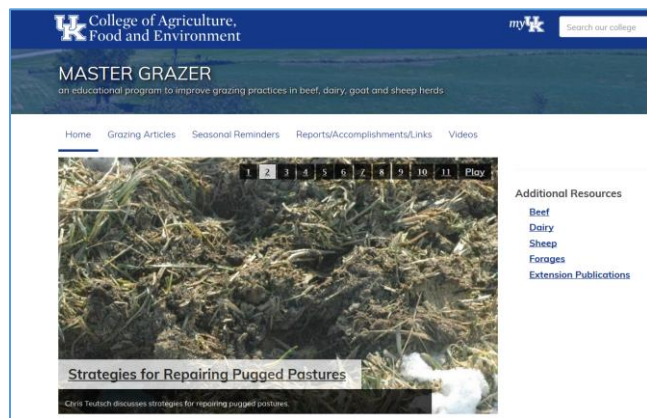 UK College of Agriculture,
Food and Environment
myUK
Search our college
MASTER GRAZER
an educational program to improve grazing practices in beef, dairy, goat and sheep herds
Home Grazing Articles Seasonal Reminders Reports/Accomplishments/Links Videos
1 2 3 4 5 6 7 8 9 10 11 Play
Strategies for Repairing Pugged Pastures
Chris Teutsch discusses strategies for repairing pugged pastures.
Additional Resources
Beef
Dairy
Sheep
Forages
Extension Publications